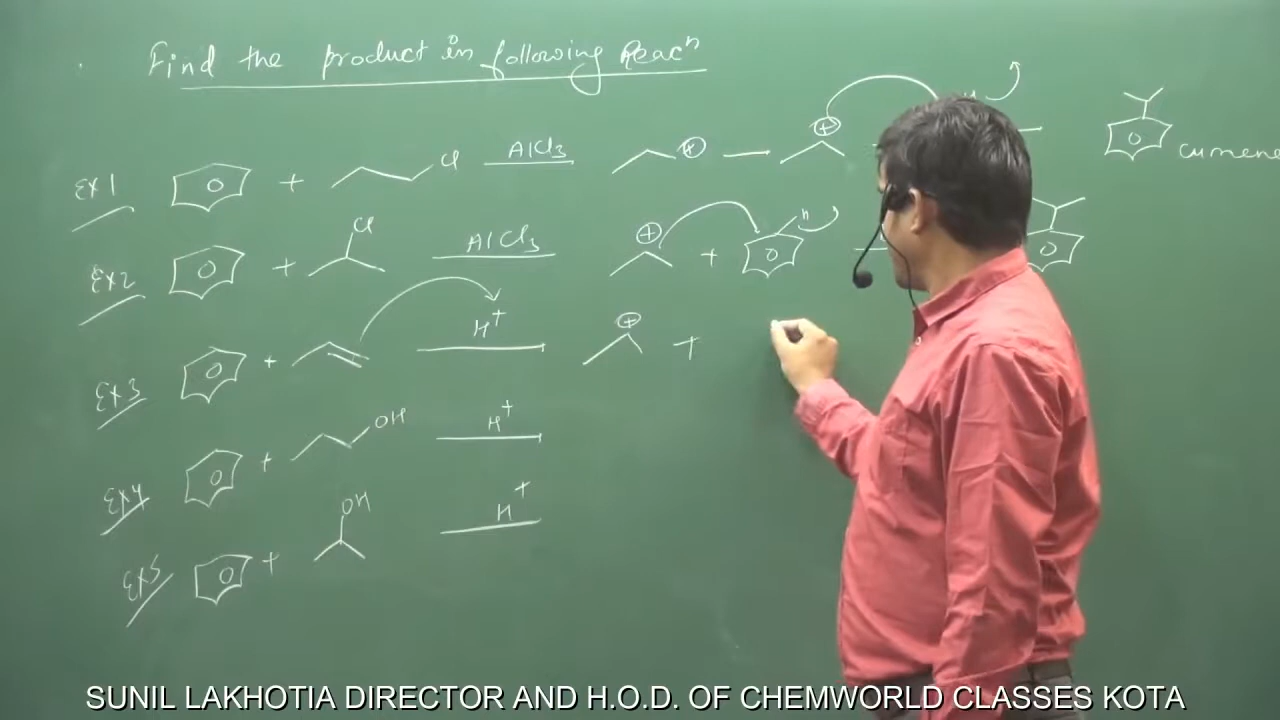 Find the product in following Reacⁿ
Ex1 + Cl AlCl3 + + H cumene
Ex2 + Cl AlCl3 + + H
Ex3 + H+ + +
Ex4 + OH H+
Ex5 + OH H+
SUNIL LAKHOTIA DIRECTOR AND H.O.D. OF CHEMWORLD CLASSES KOTA